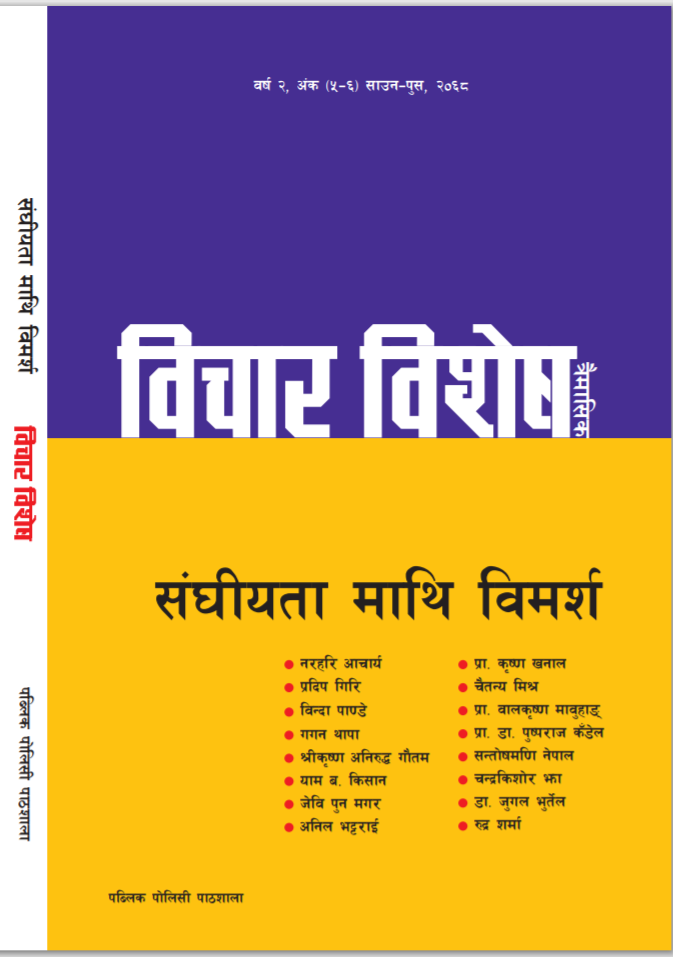 वर्ष २, अंक (५-६) साउन-पुस, २०६८
विचार विशेष
त्रैमासिक
संघीयता माथि विमर्श
नरहरि आचार्य
प्रदिप गिरि
विन्दा पाण्डे
गगन थापा
श्रीकृष्ण अनिरुद्ध गौतम
याम ब. किसान
जेवि पुन मगर
अनिल भट्टराई
प्रा. कृष्ण खनाल
चैतन्य मिश्र
प्रा. वालकृष्ण मावुहाङ्
प्रा. डा. पुष्पराज कँडेल
सन्तोषमणि नेपाल
चन्द्रकिशोर झा
डा. जुगल भुर्तेल
रुद्र शर्मा
पब्लिक पोलिसी पाठशाला
संघीयता माथि विमर्श
विचार विशेष
पब्लिक पोलिसी पाठशाला